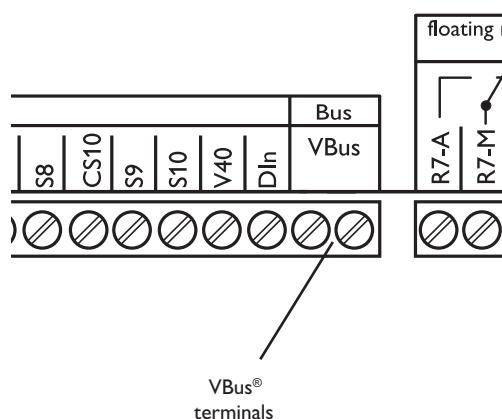 floating
Bus
VBus
S8
CS10
S9
S10
V40
DIn
R7-A
R7-M
VBus®
terminals